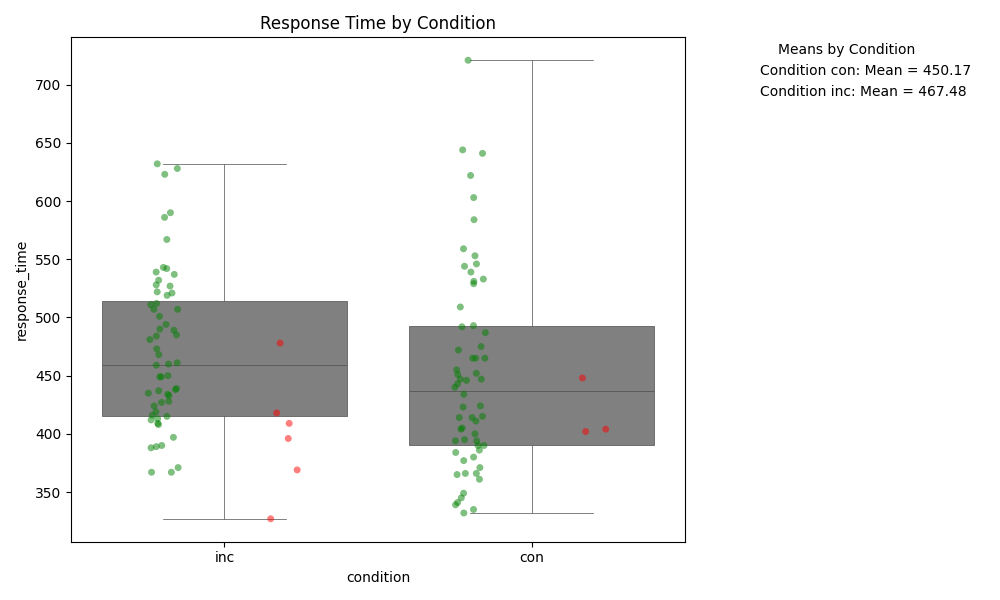 Response Time by Condition
Means by Condition
Condition con: Mean = 450.17
Condition inc: Mean = 467.48
response_time
700
650
600
550
500
450
400
350
inc
con
condition